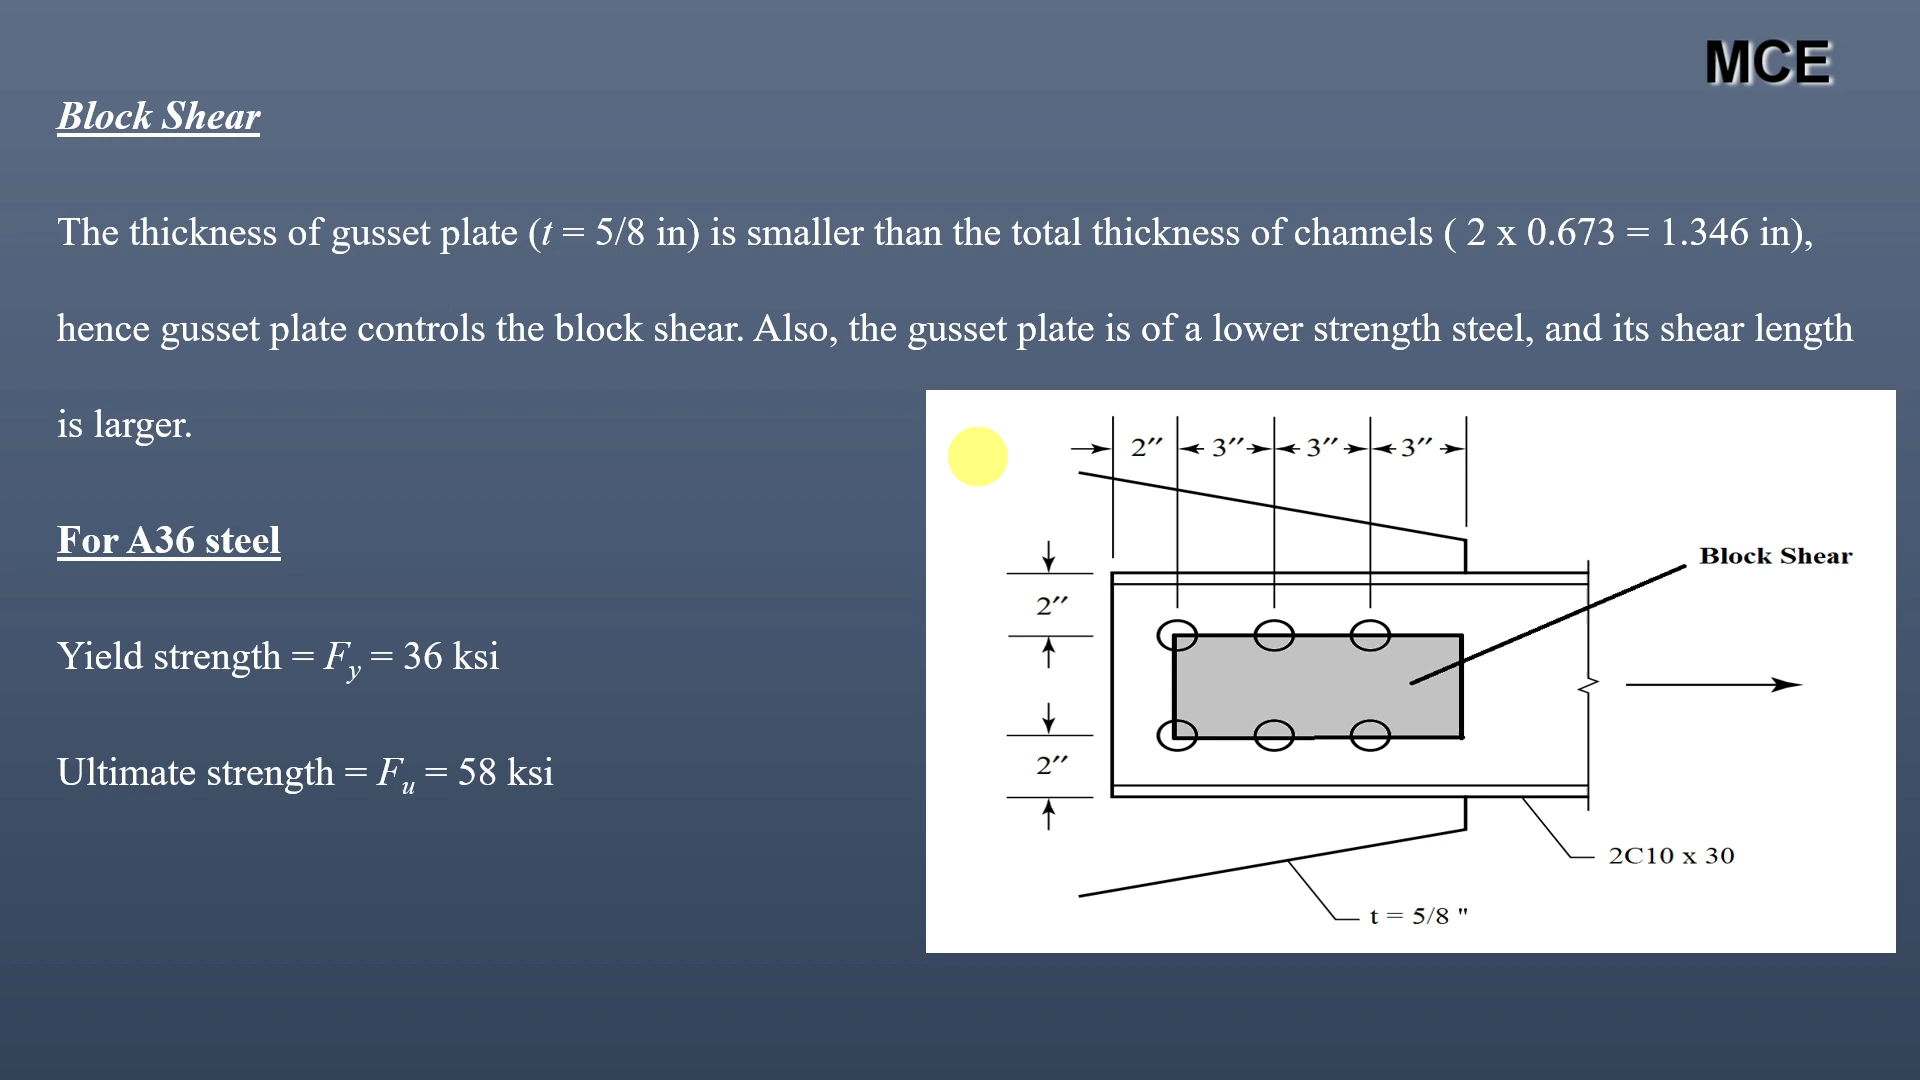 MCE
Block Shear
The thickness of gusset plate (t = 5/8 in) is smaller than the total thickness of channels ( 2 x 0.673 = 1.346 in),
hence gusset plate controls the block shear. Also, the gusset plate is of a lower strength steel, and its shear length
is larger.
For A36 steel
Yield strength = Fy = 36 ksi
Ultimate strength = Fu = 58 ksi
2′′ 3′′ 3′′ 3′′
Block Shear
2′′
2′′
2C10 x 30
t = 5/8 "